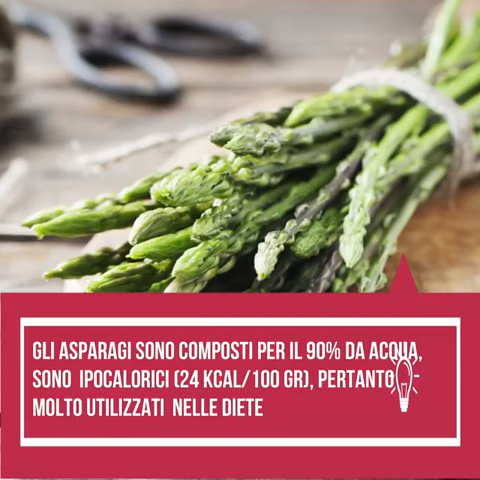 GLI ASPARAGI SONO COMPOSTI PER IL 90% DA ACQUA,
SONO IPOCALORICI (24 KCAL/100 GR), PERTANTO
MOLTO UTILIZZATI NELLE DIETE